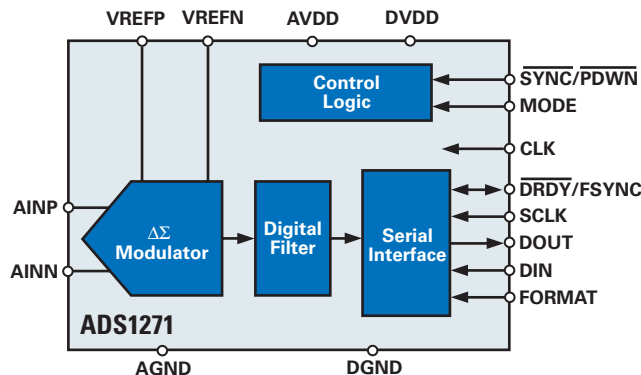 VREFP VREFN AVDD DVDD
Control
Logic
SYNC/PDWN
MODE
CLK
DRDY/FSYNC
SCLK
DOUT
DIN
FORMAT
AINP
AINN
ΔΣ
Modulator
Digital
Filter
Serial
Interface
ADS1271
AGND DGND